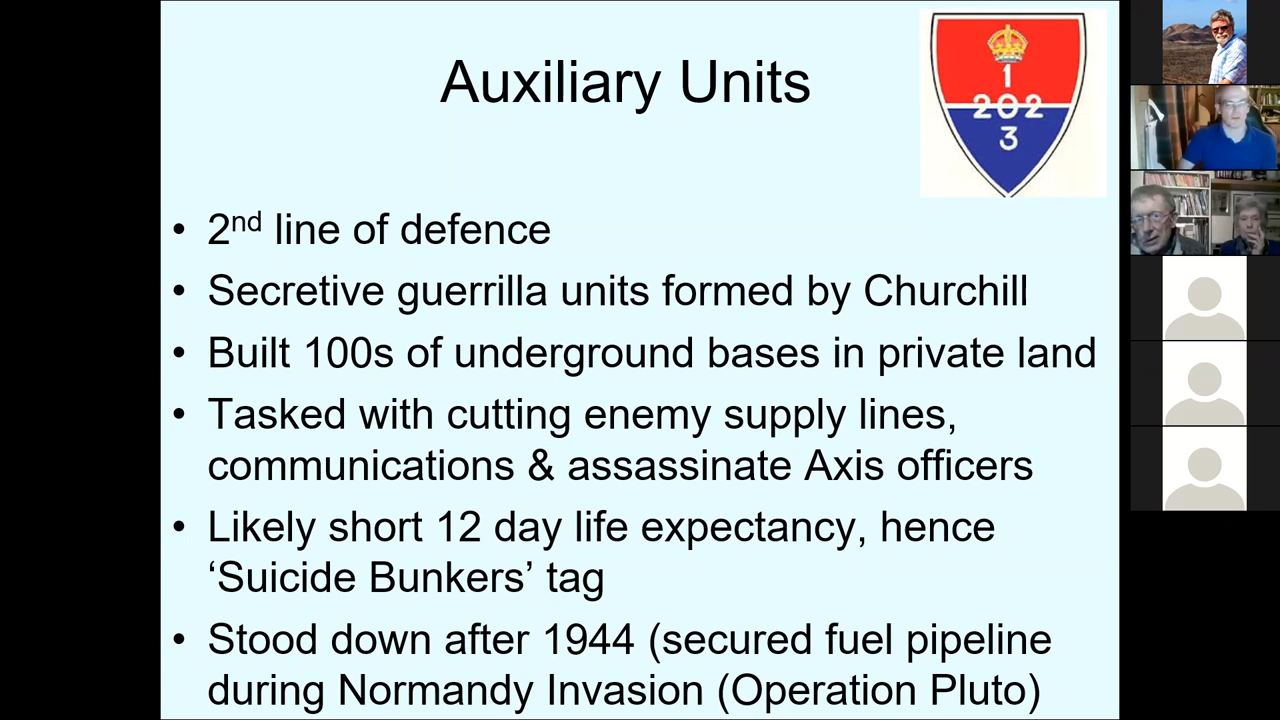 Auxiliary Units
1
202
3
• 2nd line of defence
• Secretive guerrilla units formed by Churchill
• Built 100s of underground bases in private land
• Tasked with cutting enemy supply lines,
communications & assassinate Axis officers
• Likely short 12 day life expectancy, hence
‘Suicide Bunkers’ tag
• Stood down after 1944 (secured fuel pipeline
during Normandy Invasion (Operation Pluto)